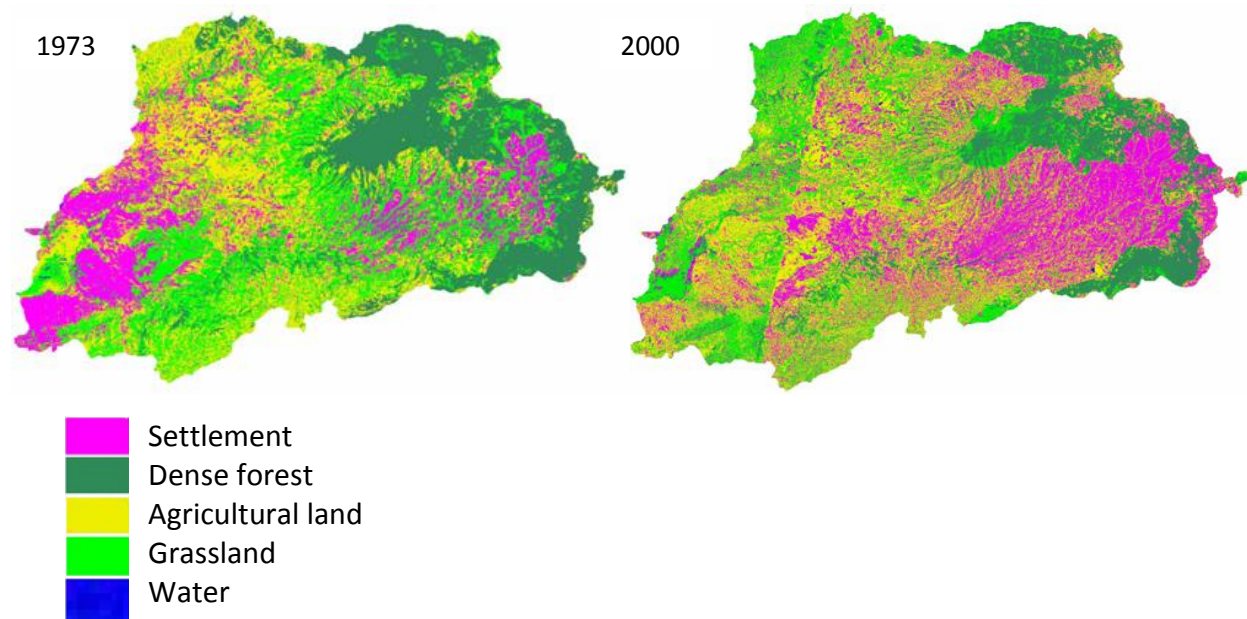 1973
2000
Settlement
Dense forest
Agricultural land
Grassland
Water